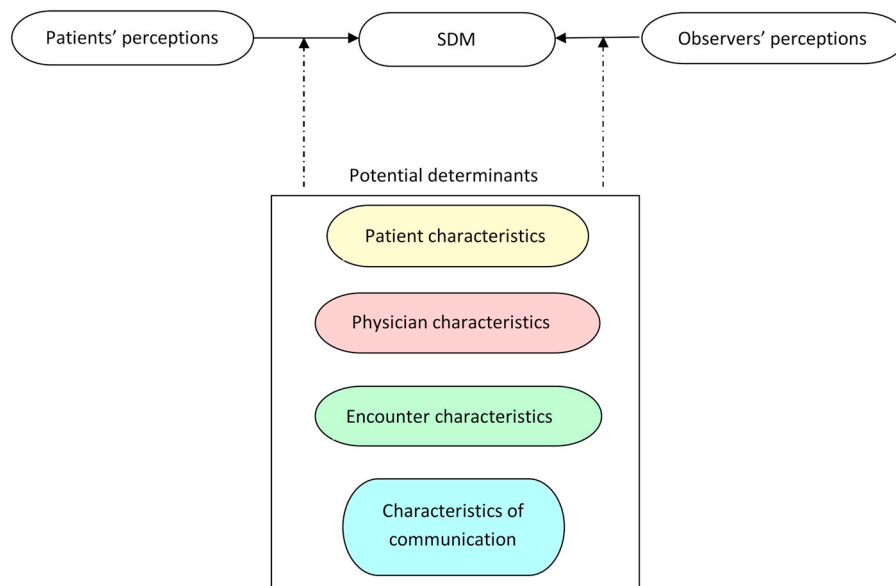 Patients’ perceptions
SDM
Observers’ perceptions
Potential determinants
Patient characteristics
Physician characteristics
Encounter characteristics
Characteristics of
communication